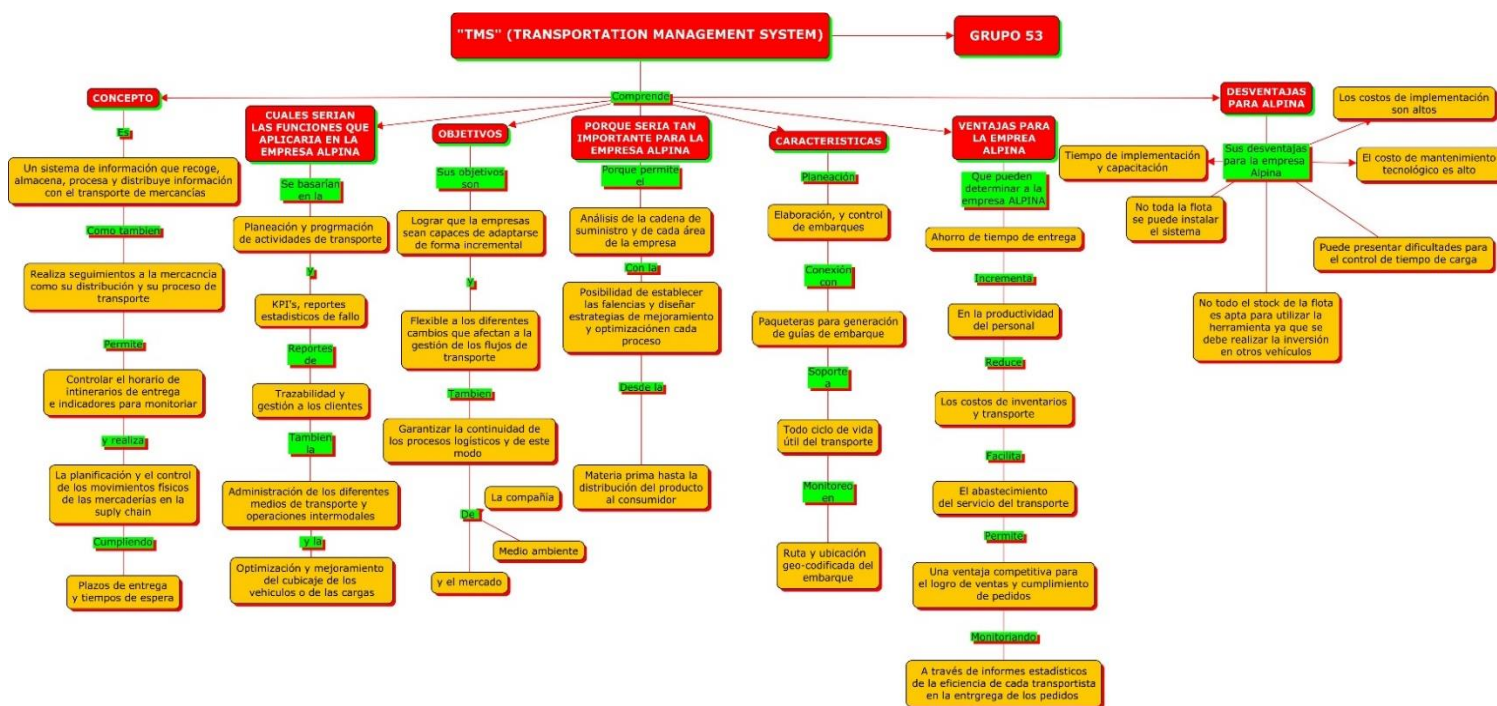 "TMS" (TRANSPORTATION MANAGEMENT SYSTEM)
GRUPO 53
Comprende
CONCEPTO
Es
Un sistema de información que recoge,
almacena, procesa y distribuye información
con el transporte de mercancías
Como tambien
Realiza seguimientos a la mercacncia
como su distribución y su proceso de
transporte
Permite
Controlar el horario de
intinerarios de entrega
e indicadores para monitoriar
y realiza
La planificación y el control
de los movimientos físicos
de las mercaderías en la
suply chain
Cumpliendo
Plazos de entrega
y tiempos de espera
CUALES SERIAN
LAS FUNCIONES QUE
APLICARIA EN LA
EMPRESA ALPINA
Se basarían
en la
Planeación y progrmación
de actividades de transporte
y
KPI's, reportes
estadisticos de fallo
Reportes
de
Trazabilidad y
gestión a los clientes
Tambien
la
Administración de los diferentes
medios de transporte y
operaciones intermodales
y la
Optimización y mejoramiento
del cubicaje de los
vehiculos o de las cargas
OBJETIVOS
Sus objetivos
son
Lograr que la empresas
sean capaces de adaptarse
de forma incremental
y
Flexible a los diferentes
cambios que afectan a la
gestión de los flujos de
transporte
Tambien
Garantizar la continuidad de
los procesos logísticos y de este
modo
De
La compañía
Medio ambiente
y el mercado
PORQUE SERIA TAN
IMPORTANTE PARA LA
EMPRESA ALPINA
Porque permite
el
Análisis de la cadena de
suministro y de cada área
de la empresa
Con la
Posibilidad de establecer
las falencias y diseñar
estrategias de mejoramiento
y optimizaciónen cada
proceso
Desde la
Materia prima hasta la
distribución del producto
al consumidor
CARACTERISTICAS
Planeación
Elaboración, y control
de embarques
Conexión
con
Paqueteras para generación
de guías de embarque
Soporte
a
Todo ciclo de vida
útil del transporte
Monitoreo
en
Ruta y ubicación
geo-codificada del
embarque
VENTAJAS PARA
LA EMPREA
ALPINA
Que pueden
determinar a la
empresa ALPINA
Ahorro de tiempo de entrega
Incrementa
En la productividad
del personal
Reduce
Los costos de inventarios
y transporte
Facilita
El abastecimiento
del servicio del transporte
Permite
Una ventaja competitiva para
el logro de ventas y cumplimiento
de pedidos
Monitoriando
A través de informes estadísticos
de la eficiencia de cada transportista
en la entrgrega de los pedidos
DESVENTAJAS
PARA ALPINA
Sus desventajas
para la empresa
Alpina
Los costos de implementación
son altos
Tiempo de implementación
y capacitación
El costo de mantenimiento
tecnológico es alto
No toda la flota
se puede instalar
el sistema
Puede presentar dificultades para
el control de tiempo de carga
No todo el stock de la flota
es apta para utilizar la
herramienta ya que se
debe realizar la inversión
en otros vehículos